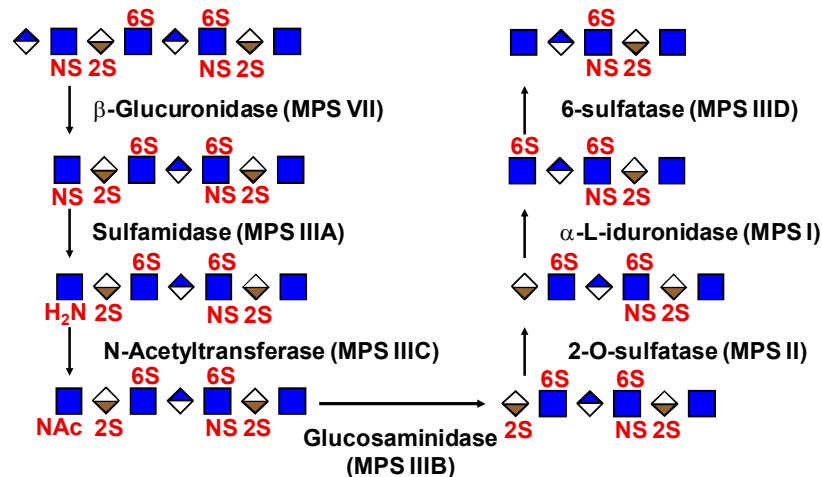 6S 6S
NS 2S NS 2S
β-Glucuronidase (MPS VII)
6S 6S
NS 2S NS 2S
Sulfamidase (MPS IIIA)
6S 6S
H₂N 2S NS 2S
N-Acetyltransferase (MPS IIIC)
6S 6S
NAc 2S NS 2S
Glucosaminidase
(MPS IIIB)
6S 6S
2S NS 2S
2-O-sulfatase (MPS II)
6S 6S
NS 2S
α-L-iduronidase (MPS I)
6S 6S
NS 2S
6-sulfatase (MPS IIID)
6S
NS 2S